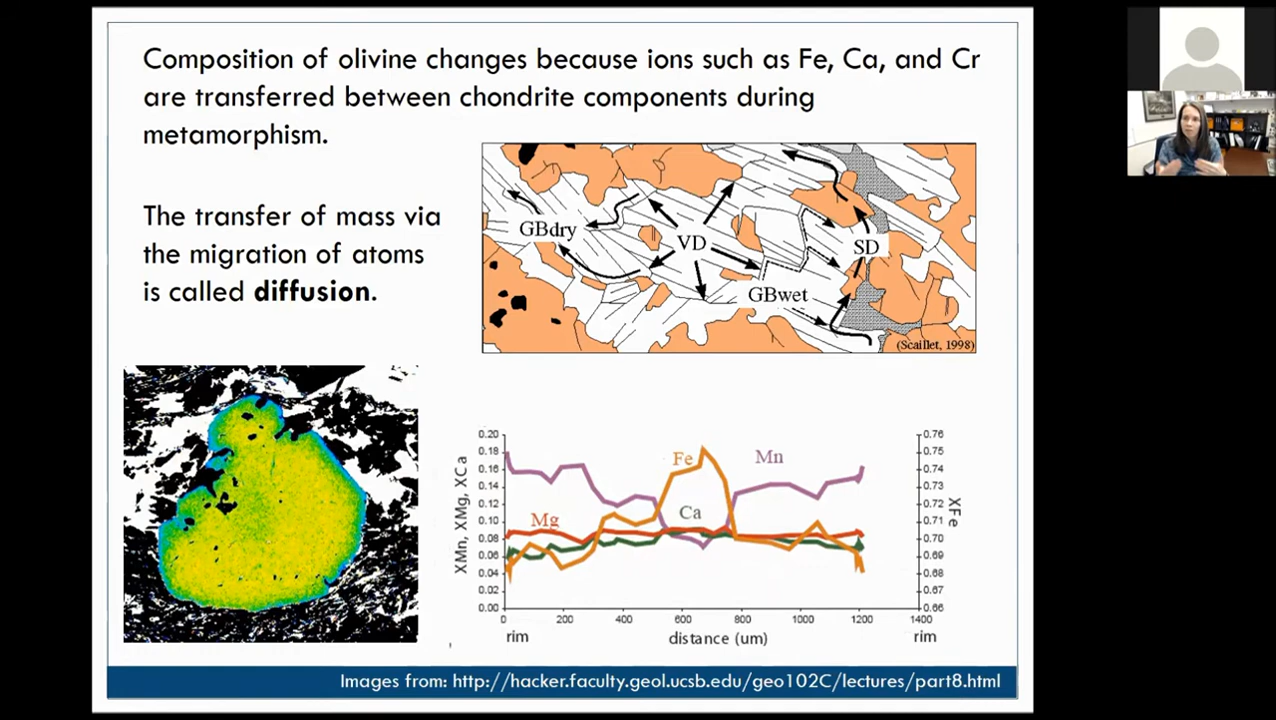 Composition of olivine changes because ions such as Fe, Ca, and Cr
are transferred between chondrite components during
metamorphism.
The transfer of mass via
the migration of atoms
is called diffusion.
GBdry
VD
SD
GBwet
(Scaillet, 1998)
0.20
0.18
0.16
0.14
0.12
0.10
0.08
0.06
0.04
0.02
0.00
XMn, XMg, XCa
Fe
Mn
Mg
Ca
0.76
0.75
0.74
0.73
0.72
0.71
0.70
0.69
0.68
0.67
0.66
XFe
0 200 400 600 800 1000 1200 1400
rim distance (um) rim
Images from: http://hacker.faculty.geol.ucsb.edu/geo102C/lectures/part8.html